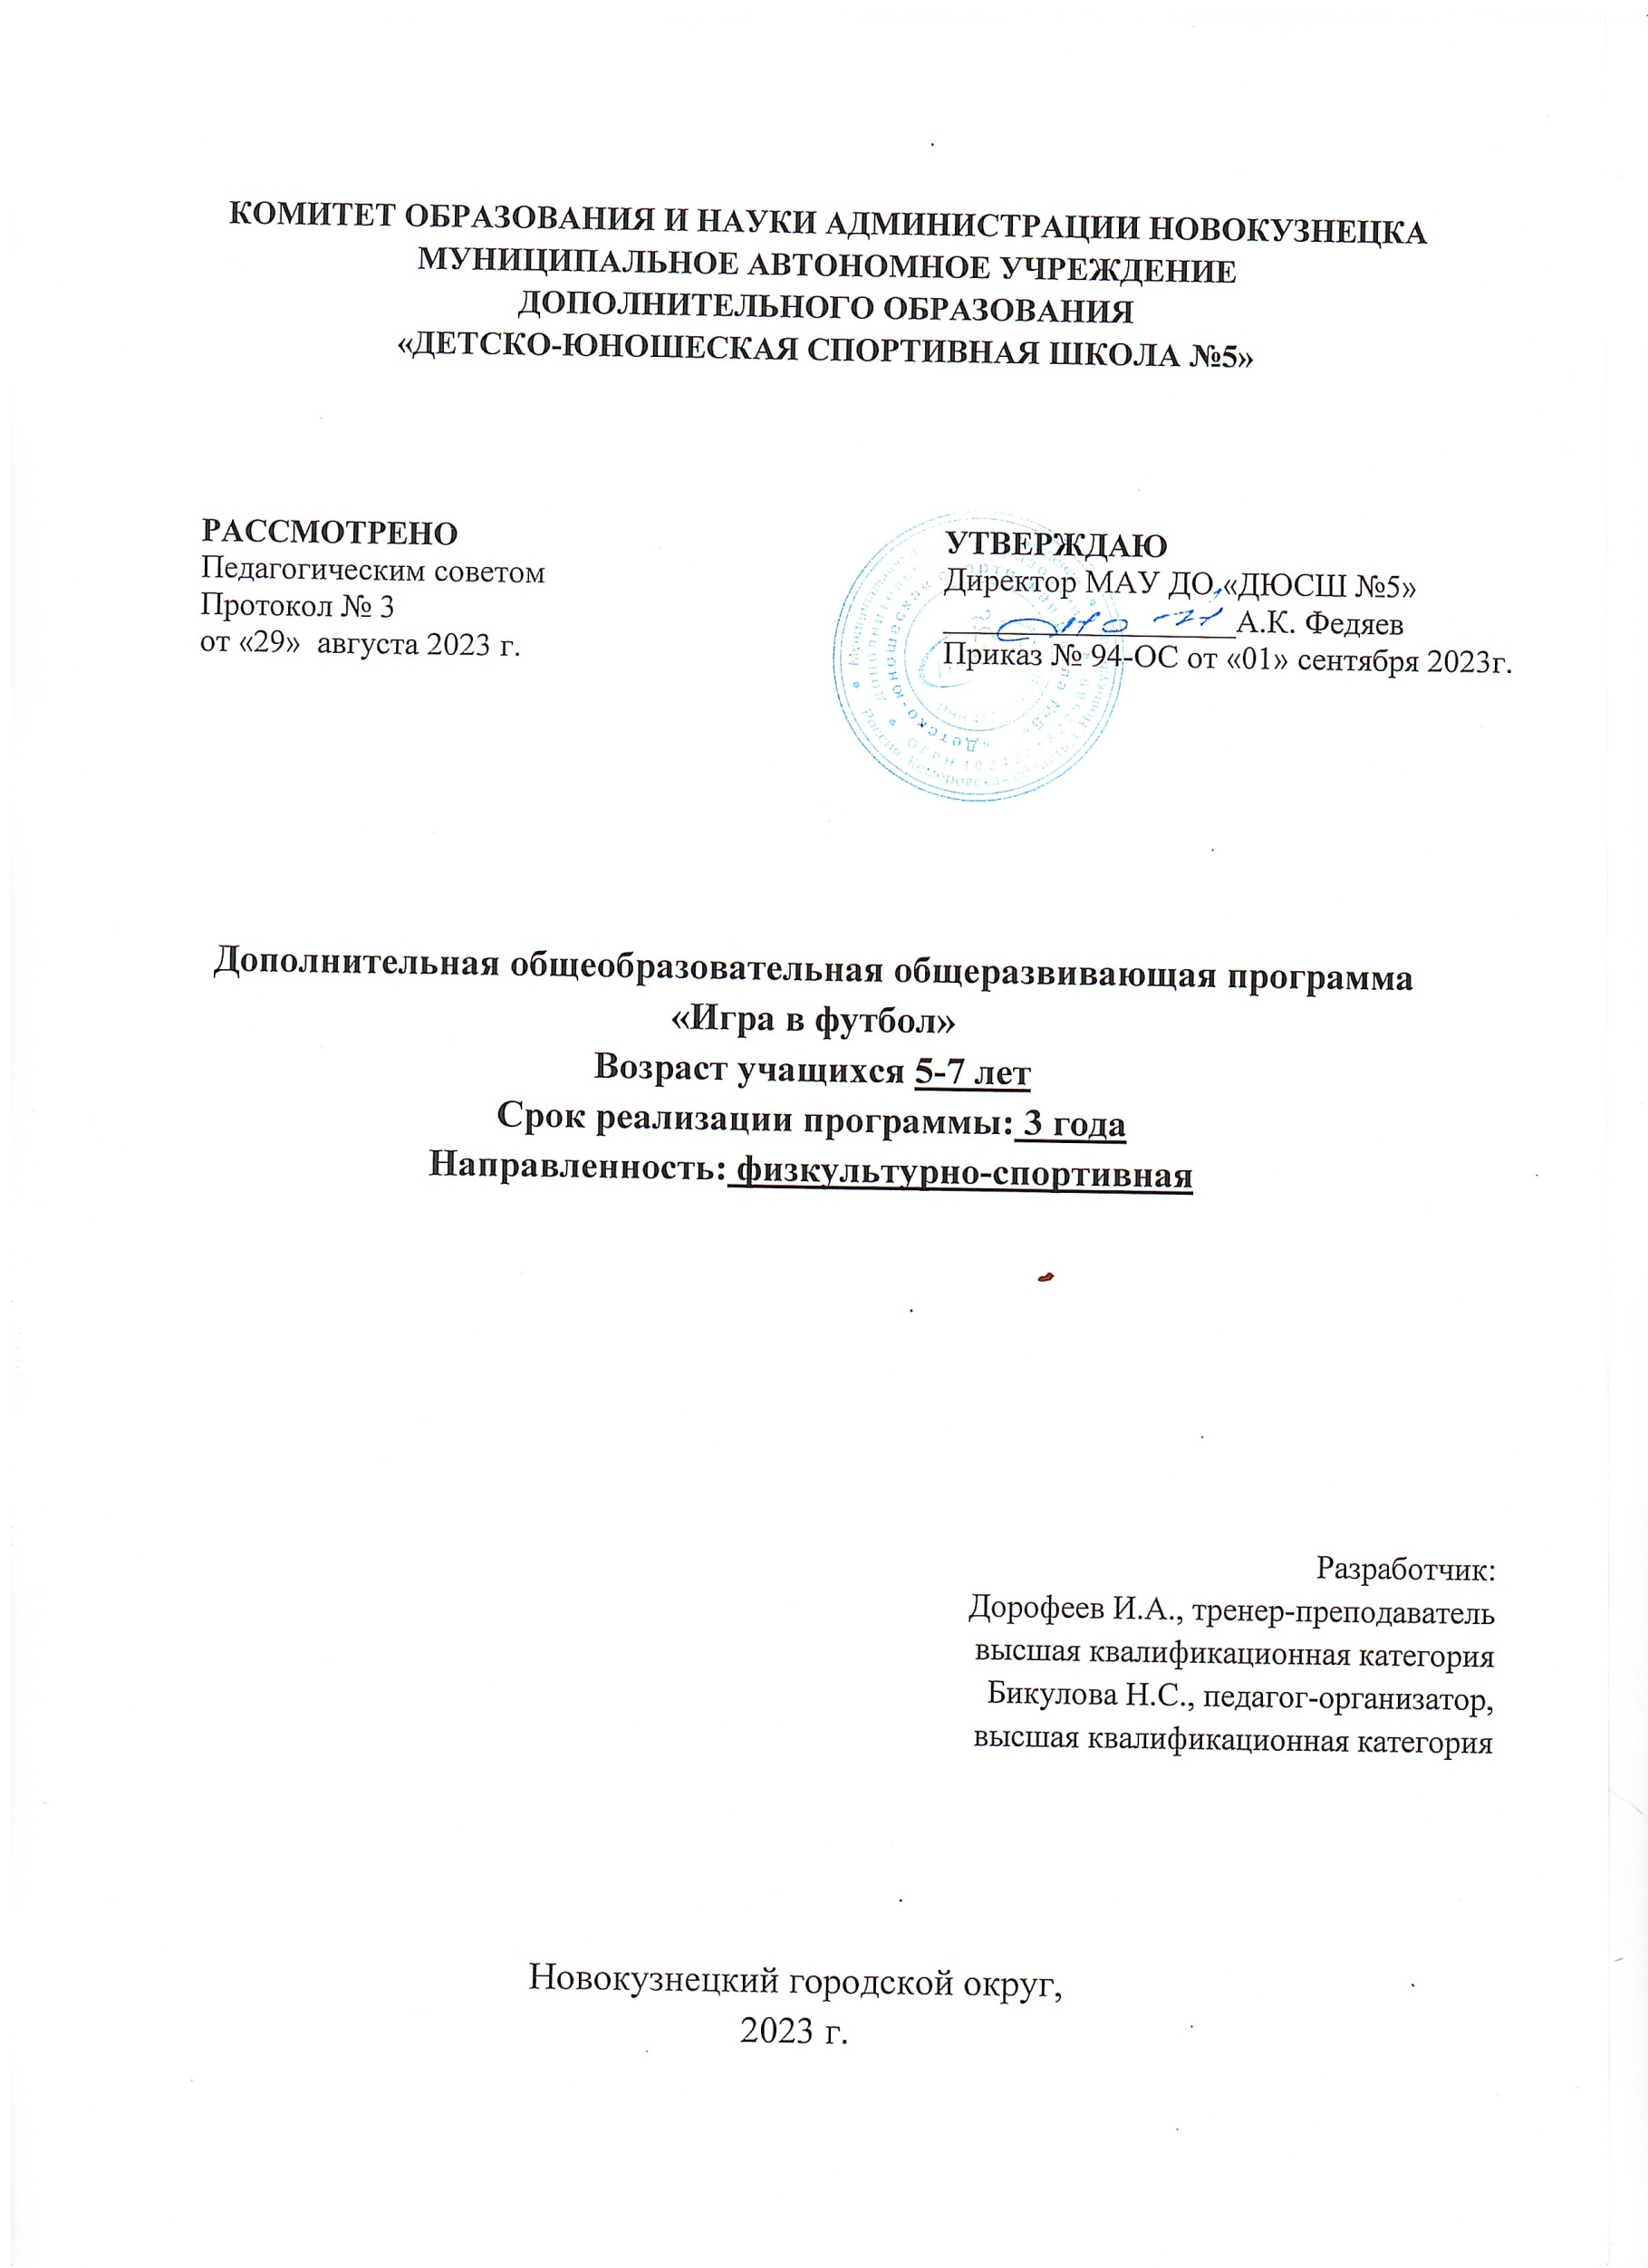 КОМИТЕТ ОБРАЗОВАНИЯ И НАУКИ АДМИНИСТРАЦИИ НОВОКУЗНЕЦКА
МУНИЦИПАЛЬНОЕ АВТОНОМНОЕ УЧРЕЖДЕНИЕ
ДОПОЛНИТЕЛЬНОГО ОБРАЗОВАНИЯ
«ДЕТСКО-ЮНОШЕСКАЯ СПОРТИВНАЯ ШКОЛА №5»
РАССМОТРЕНО
Педагогическим советом
Протокол № 3
от «29»  августа 2023 г.
УТВЕРЖДАЮ
Директор МАУ ДО «ДЮСШ №5»
А.К. Федяев
Приказ № 94-ОС от «01» сентября 2023г.
Дополнительная общеобразовательная общеразвивающая программа
«Игра в футбол»
Возраст учащихся 5-7 лет
Срок реализации программы: 3 года
Направленность: физкультурно-спортивная
Разработчик:
Дорофеев И.А., тренер-преподаватель
высшая квалификационная категория
Бикулова Н.С., педагог-организатор,
высшая квалификационная категория
Новокузнецкий городской округ,
2023 г.